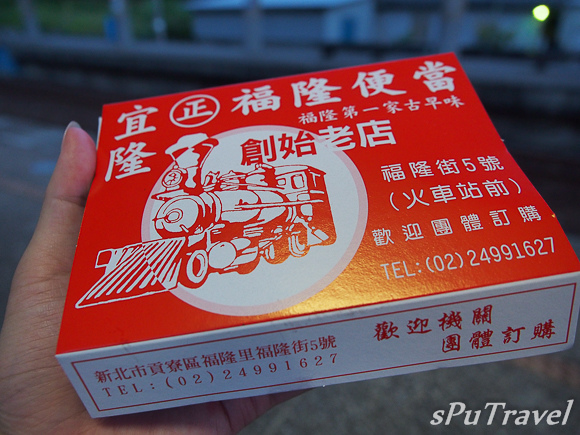 宜隆
正 福隆便當
福隆第一家古早味
創始老店
福隆街5號
(火車站前)
歡迎團體訂購
TEL:(02)24991627
新北市貢寮區福隆里福隆街5號
TEL:(02)24991627
歡迎機關
團體訂購
sPuTravel